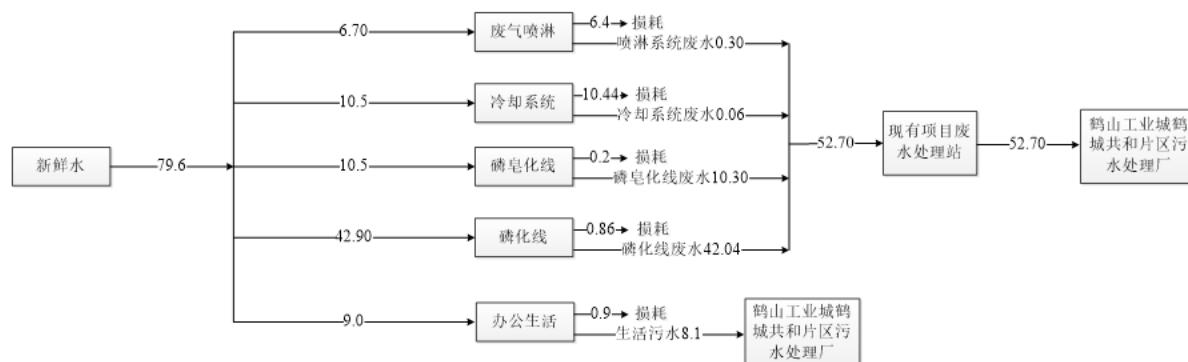 6.70
废气喷淋
6.4
损耗
喷淋系统废水0.30
10.5
冷却系统
10.44
损耗
冷却系统废水0.06
新鲜水
79.6
10.5
磷皂化线
0.2
损耗
磷皂化线废水10.30
52.70
现有项目废
水处理站
52.70
鹤山工业城鹤
城共和片区污
水处理厂
42.90
磷化线
0.86
损耗
磷化线废水42.04
9.0
办公生活
0.9
损耗
生活污水8.1
鹤山工业城鹤
城共和片区污
水处理厂